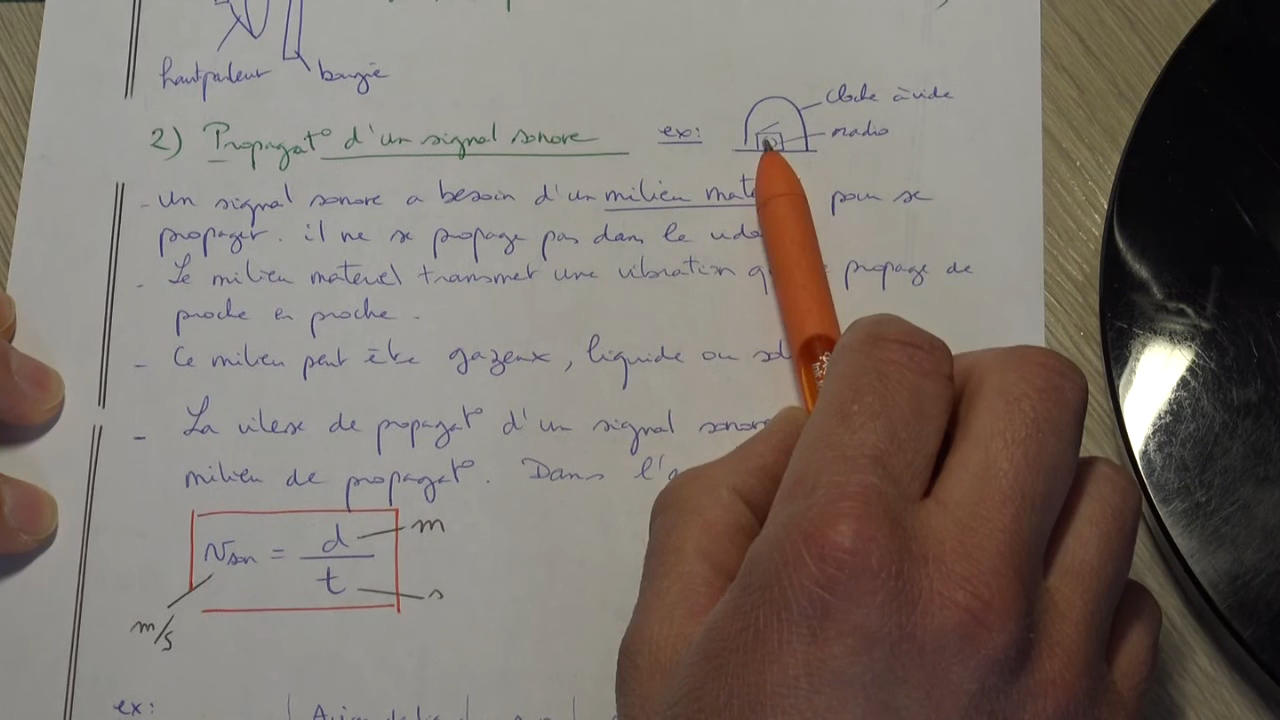 hautparleur bougie
2) Propagat° d'un signal sonore ex: cloche à vide
radio
- Un signal sonore a besoin d'un milieu mat pour se
propager. il ne se propage pas dans le
- Le milieu materiel transmet une vibration q propage de
proche en proche.
- Ce milieu peut être gazeux, liquide ou
- La vitesse de propagat° d'un signal sonore
milieu de propagat°. Dans l'a
Vson = d / t
m
s
m/s
ex: